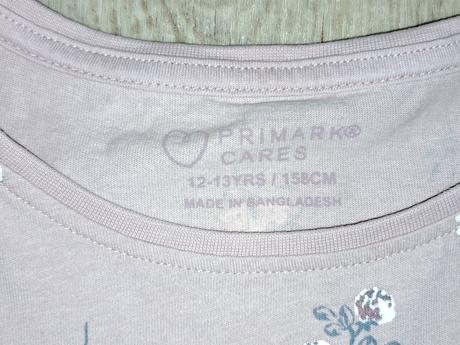 PRIMARK®
CARES
12-13YRS / 158CM
MADE IN BANGLADESH